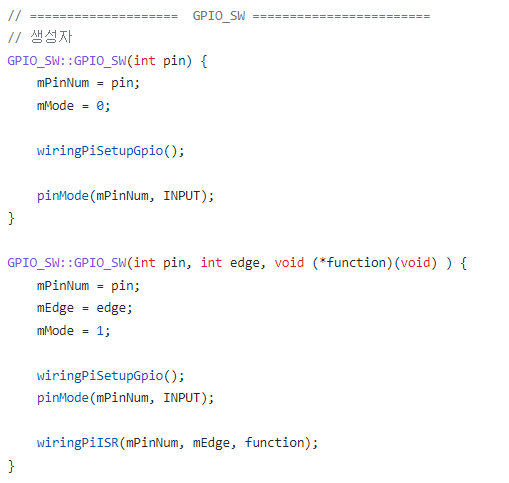 // ====================  GPIO_SW ========================
// 생성자
GPIO_SW::GPIO_SW(int pin) {
    mPinNum = pin;
    mMode = 0;

    wiringPiSetupGpio();

    pinMode(mPinNum, INPUT);
}

GPIO_SW::GPIO_SW(int pin, int edge, void (*function)(void) ) {
    mPinNum = pin;
    mEdge = edge;
    mMode = 1;

    wiringPiSetupGpio();
    pinMode(mPinNum, INPUT);

    wiringPiISR(mPinNum, mEdge, function);
}